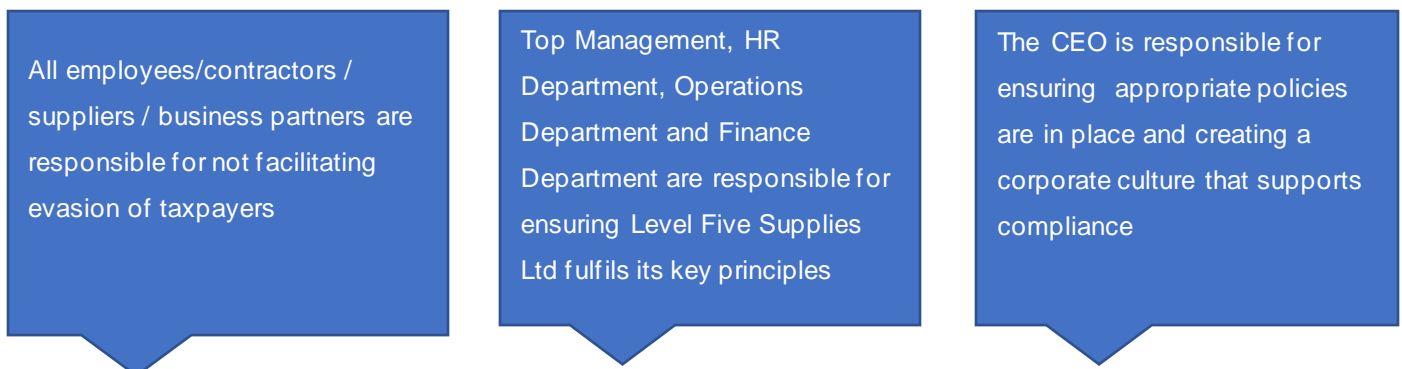 All employees/contractors /
suppliers / business partners are
responsible for not facilitating
evasion of taxpayers
Top Management, HR
Department, Operations
Department and Finance
Department are responsible for
ensuring Level Five Supplies
Ltd fulfils its key principles
The CEO is responsible for
ensuring appropriate policies
are in place and creating a
corporate culture that supports
compliance